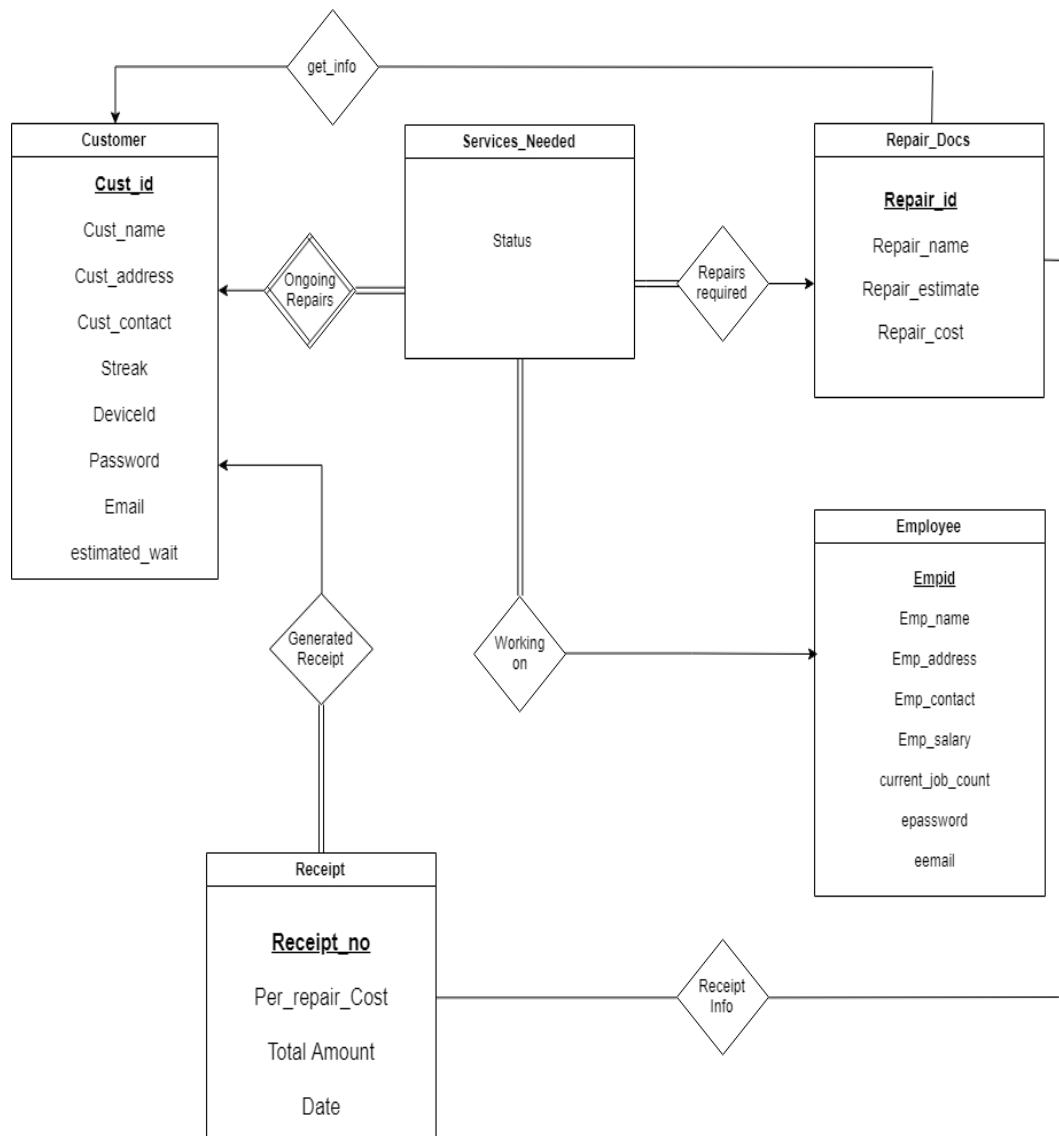 get_info
Customer
Cust_id
Cust_name
Cust_address
Cust_contact
Streak
DeviceId
Password
Email
estimated_wait
Services_Needed
Status
Repair_Docs
Repair_id
Repair_name
Repair_estimate
Repair_cost
Ongoing
Repairs
Repairs
required
Employee
Empid
Emp_name
Emp_address
Emp_contact
Emp_salary
current_job_count
epassword
eemail
Generated
Receipt
Working
on
Receipt
Receipt_no
Per_repair_Cost
Total Amount
Date
Receipt
Info